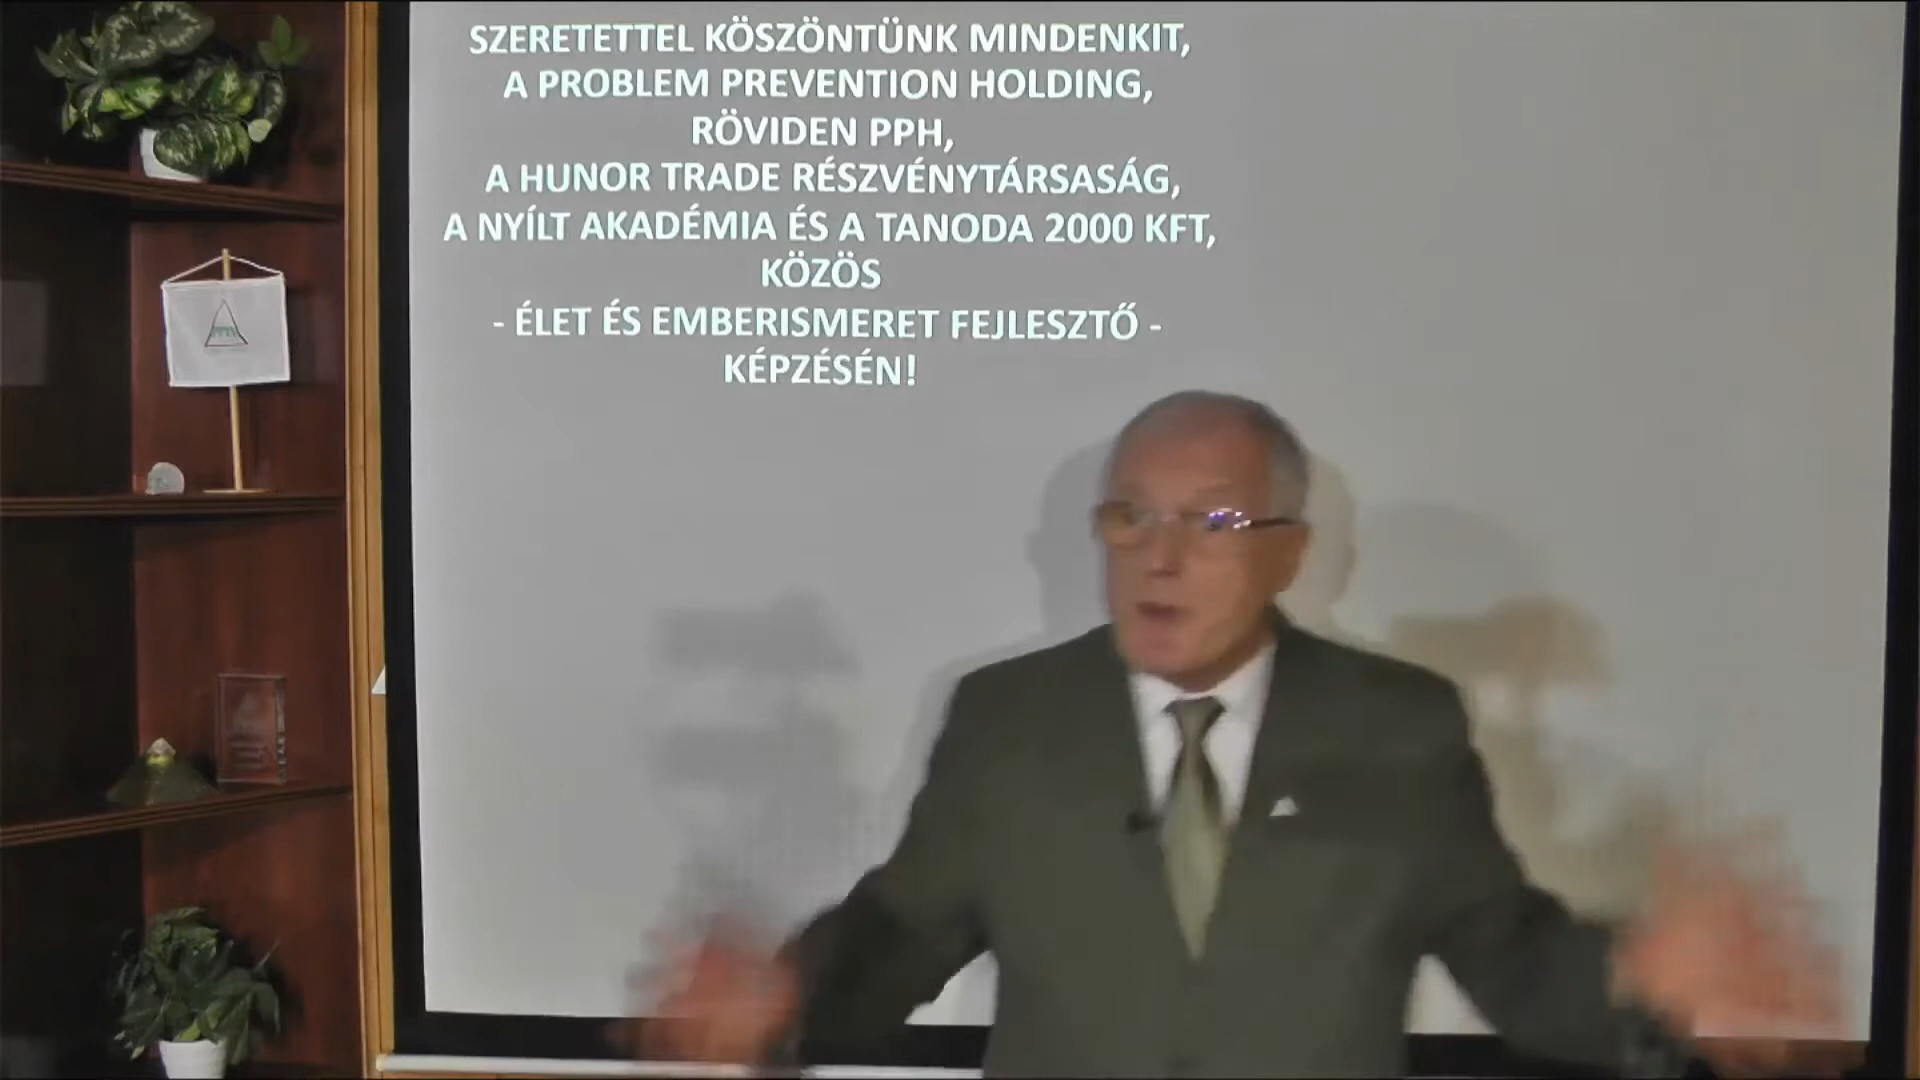 SZERETETTEL KÖSZÖNTÜNK MINDENKIT,
A PROBLEM PREVENTION HOLDING,
RÖVIDEN PPH,
A HUNOR TRADE RÉSZVÉNYTÁRSASÁG,
A NYÍLT AKADÉMIA ÉS A TANODA 2000 KFT,
KÖZÖS
- ÉLET ÉS EMBERISMERET FEJLESZTŐ -
KÉPZÉSÉN!